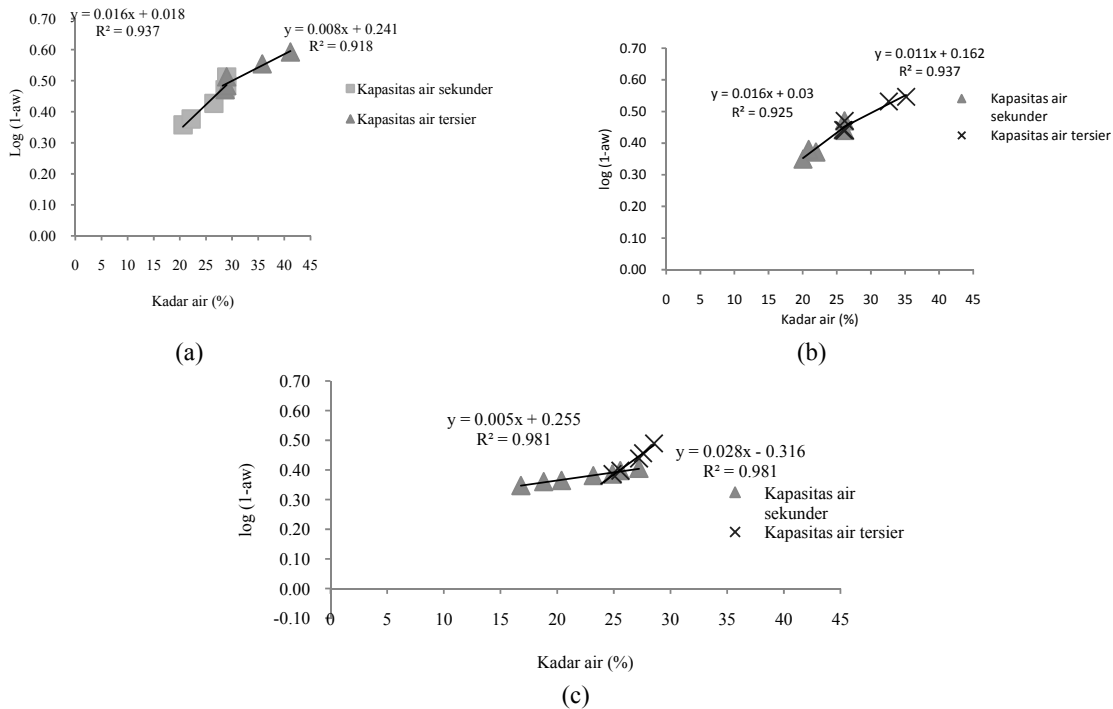 y = 0.016x + 0.018
R² = 0.937
y = 0.008x + 0.241
R² = 0.918
0.70
0.60
0.50
0.40
0.30
0.20
0.10
0.00
Log (1-aw)
0 5 10 15 20 25 30 35 40 45
Kadar air (%)
Kapasitas air sekunder
Kapasitas air tersier
(a)
y = 0.011x + 0.162
R² = 0.937
y = 0.016x + 0.03
R² = 0.925
0.70
0.60
0.50
0.40
0.30
0.20
0.10
0.00
log (1-aw)
0 5 10 15 20 25 30 35 40 45
Kadar air (%)
Kapasitas air
sekunder
Kapasitas air tersier
(b)
0.70
0.60
0.50
0.40
0.30
0.20
0.10
0.00
-0.10
log (1-aw)
y = 0.005x + 0.255
R² = 0.981
y = 0.028x - 0.316
R² = 0.981
Kapasitas air
sekunder
Kapasitas air tersier
0 5 10 15 20 25 30 35 40 45
Kadar air (%)
(c)